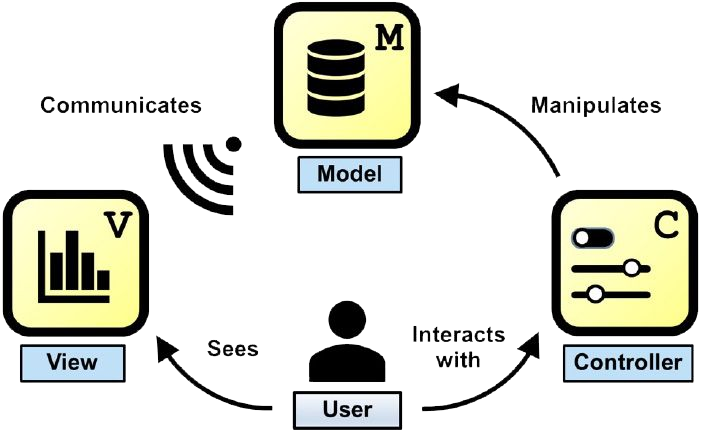 M
Communicates
Manipulates
Model
V
C
Sees
Interacts
with
View
Controller
User